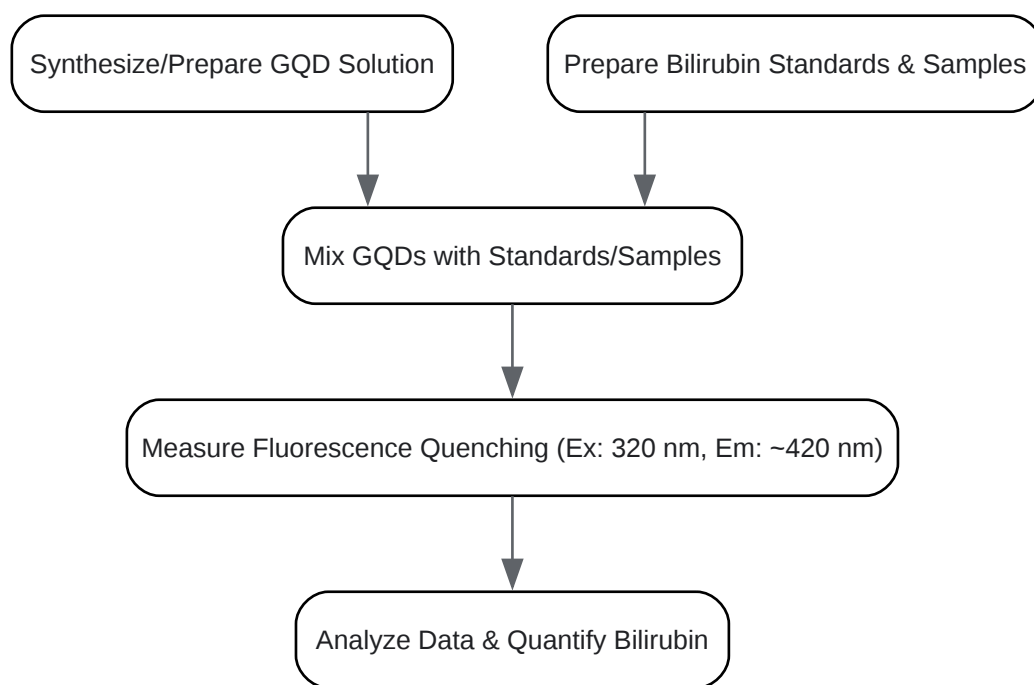 Synthesize/Prepare GQD Solution
Prepare Bilirubin Standards & Samples
Mix GQDs with Standards/Samples
Measure Fluorescence Quenching (Ex: 320 nm, Em: ~420 nm)
Analyze Data & Quantify Bilirubin